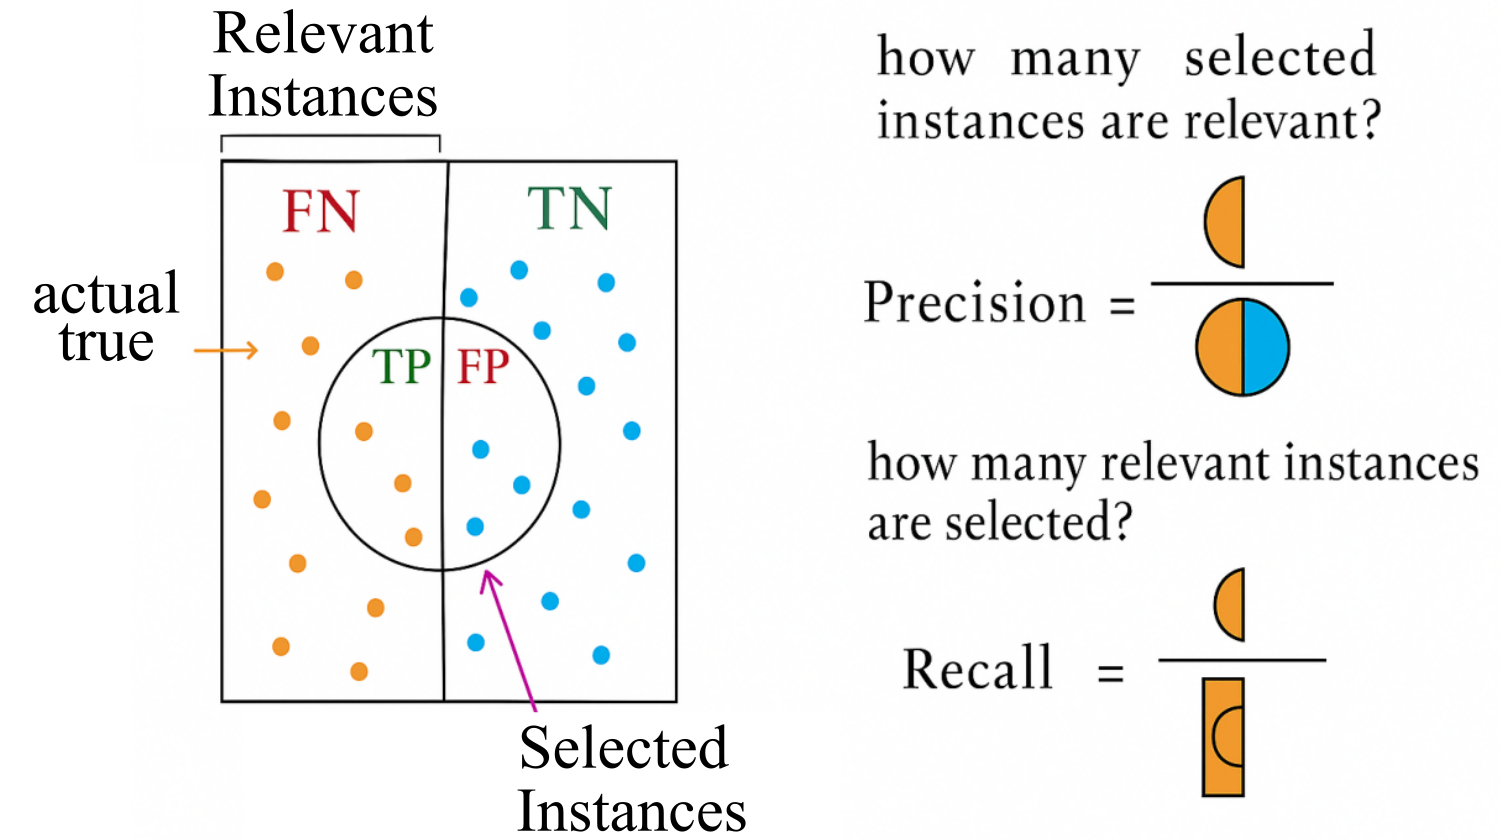 Relevant
Instances
FN
TN
actual
true
TP
FP
Selected
Instances
how many selected
instances are relevant?
Precision =
how many relevant instances
are selected?
Recall =